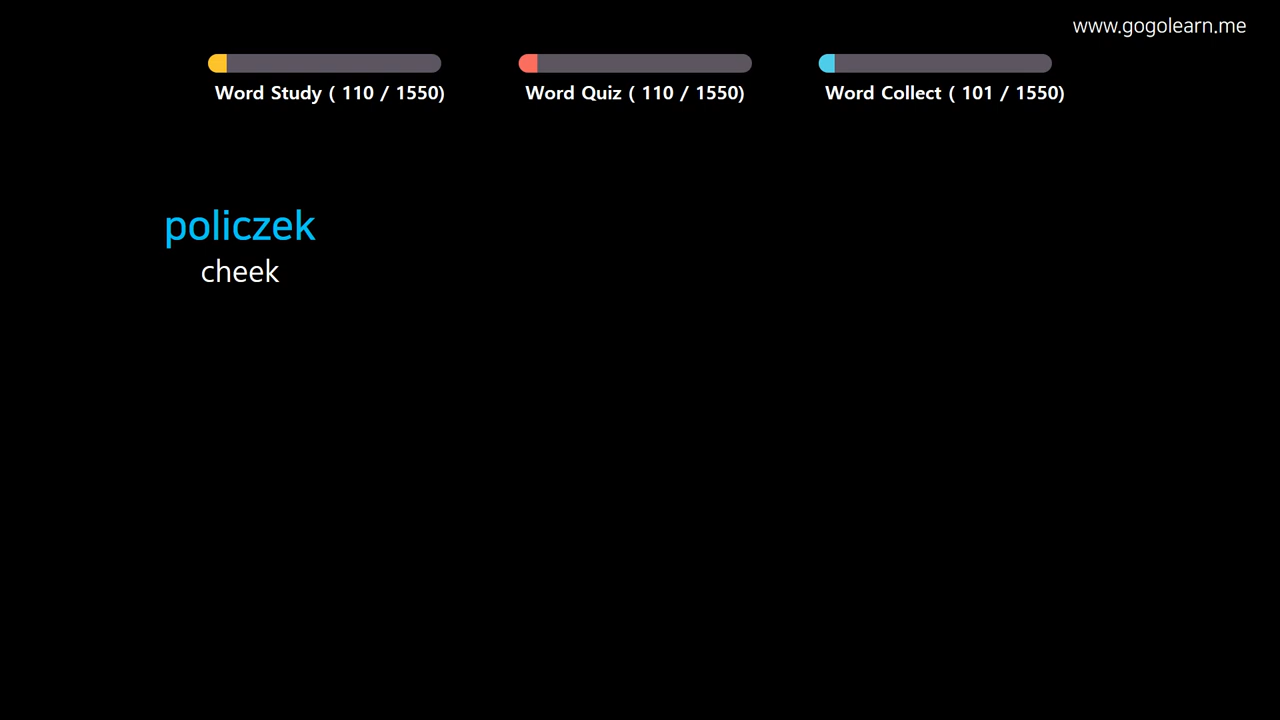 www.gogolearn.me
Word Study ( 110 / 1550)
Word Quiz ( 110 / 1550)
Word Collect ( 101 / 1550)
policzek
cheek